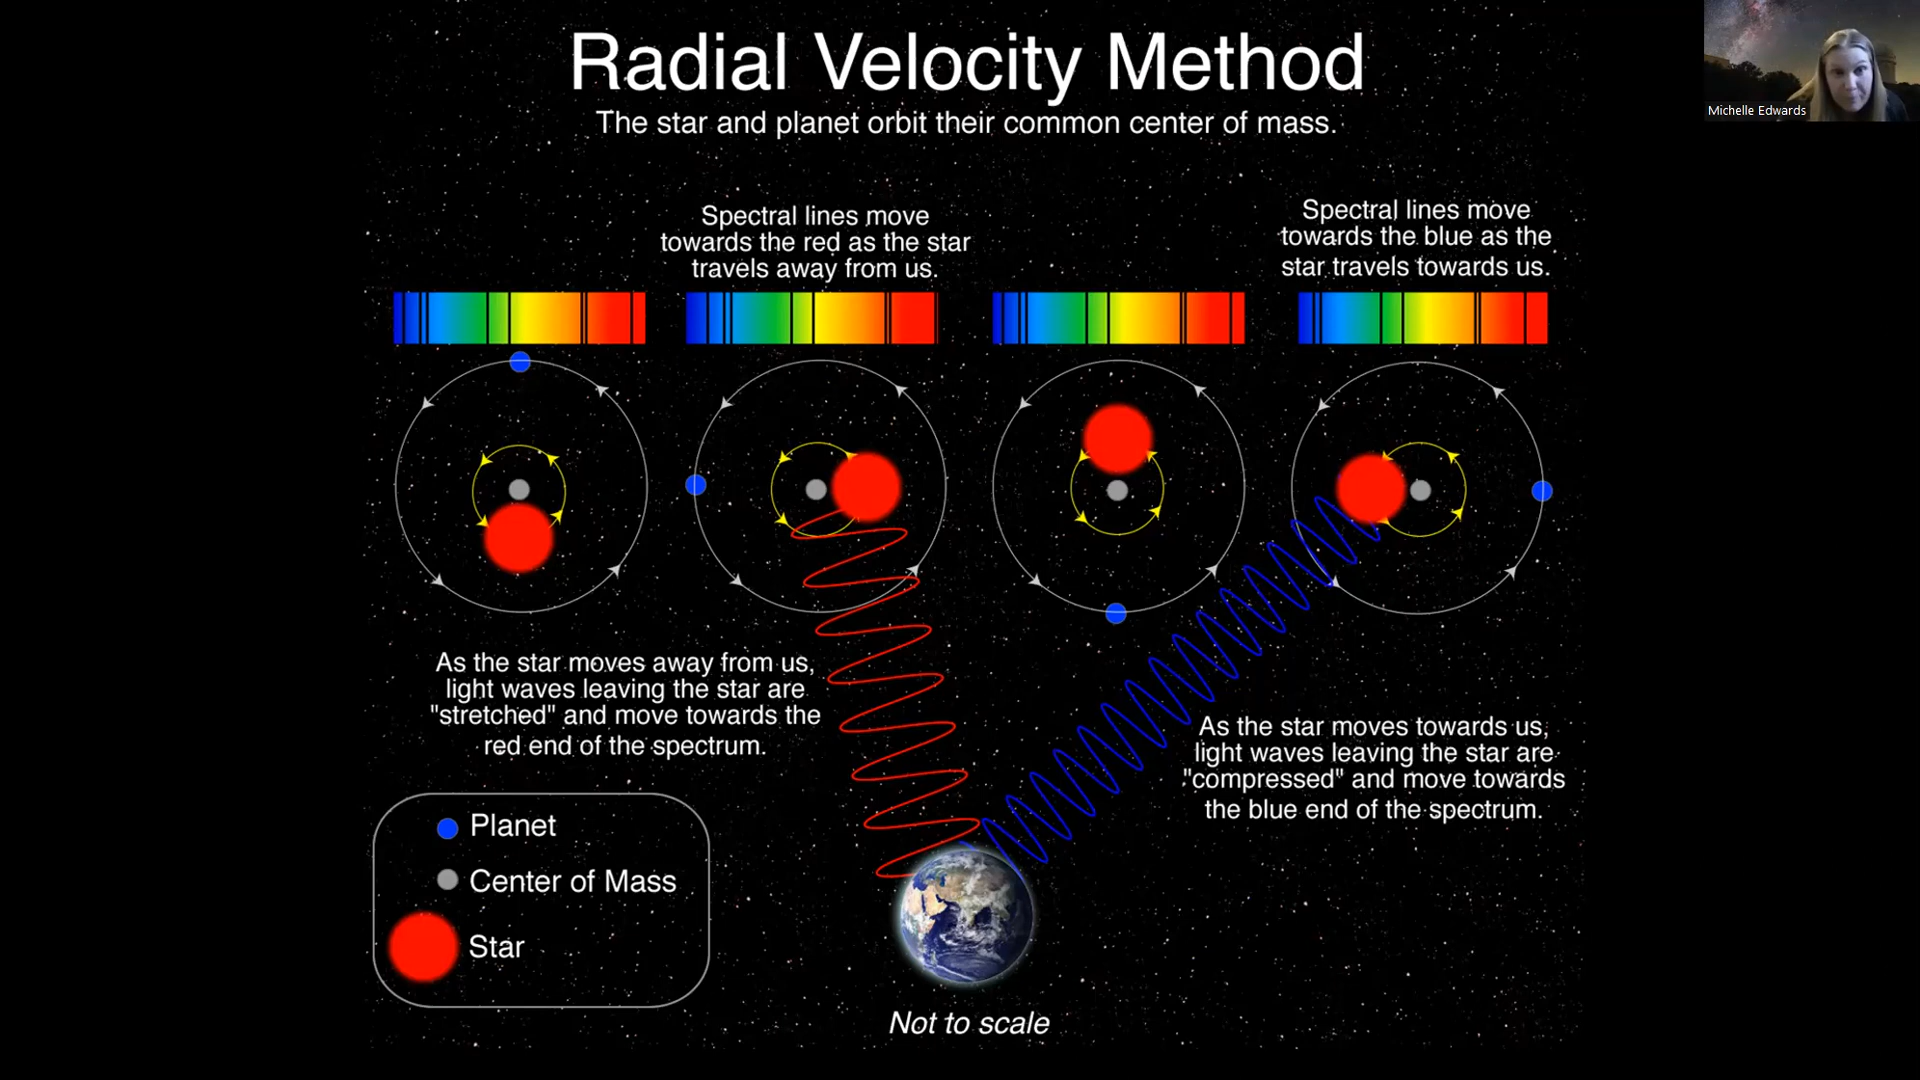 Radial Velocity Method
The star and planet orbit their common center of mass.
Michelle Edwards
Spectral lines move
towards the red as the star
travels away from us.
Spectral lines move
towards the blue as the
star travels towards us.
As the star moves away from us,
light waves leaving the star are
"stretched" and move towards the
red end of the spectrum.
As the star moves towards us,
light waves leaving the star are
"compressed" and move towards
the blue end of the spectrum.
Planet
Center of Mass
Star
Not to scale